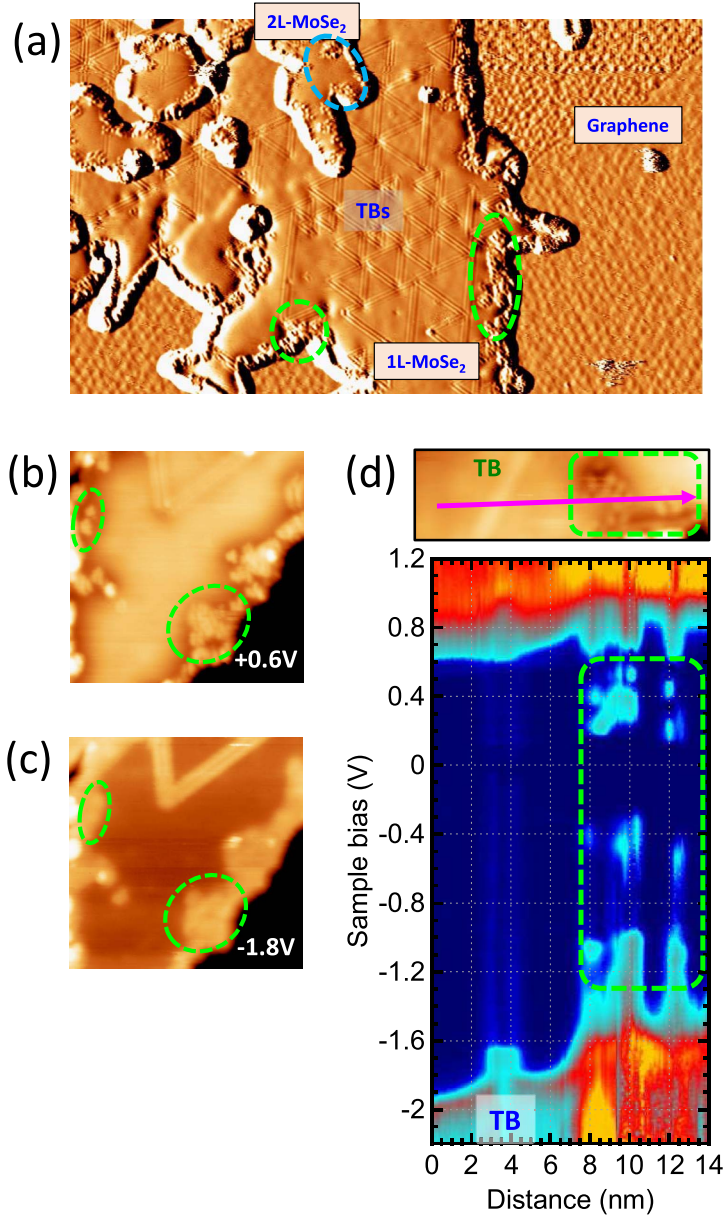 (a)
2L-MoSe₂
Graphene
TBs
1L-MoSe₂
(b)
+0.6V
(c)
-1.8V
(d)
TB
1.2
0.8
0.4
0
-0.4
-0.8
-1.2
-1.6
-2
Sample bias (V)
TB
0 2 4 6 8 10 12 14
Distance (nm)